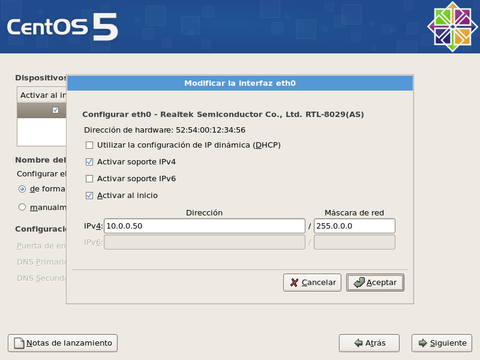 CentOS 5
Modificar la interfaz eth0
Dispositivos
Activar al in
Configurar eth0 - Realtek Semiconductor Co., Ltd. RTL-8029(AS)
Dirección de hardware: 52:54:00:12:34:56
Utilizar la configuración de IP dinámica (DHCP)
Activar soporte IPv4
Activar soporte IPv6
Activar al inicio
Nombre del
Configurar el
de forma
manualm
Dirección
Máscara de red
IPv4: 10.0.0.50 / 255.0.0.0
IPv6: /
Configuració
Puerta de en
DNS Primario
DNS Secunda
Cancelar
Aceptar
Notas de lanzamiento
Atrás
Siguiente